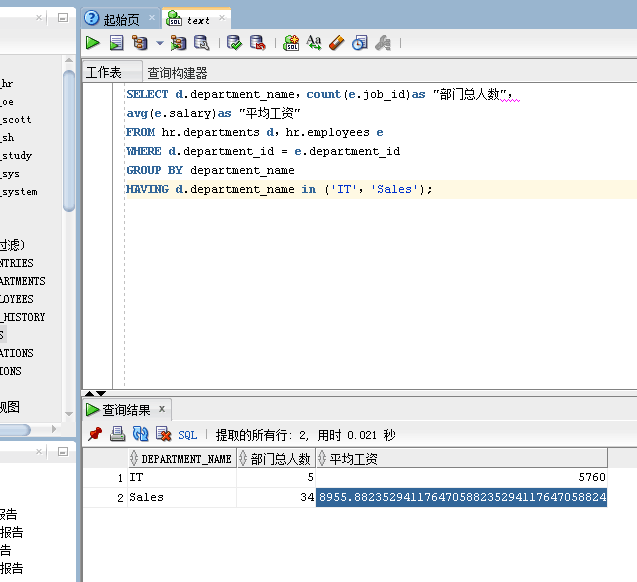 起始页
text
工作表
查询构建器
_hr
_oe
_scott
_sh
_study
_sys
_system
过滤)
NTRIES
ARTMENTS
LOYEES
_HISTORY
S
ATIONS
IONS
视图
SELECT d.department_name, count(e.job_id)as "部门总人数",
avg(e.salary)as "平均工资"
FROM hr.departments d, hr.employees e
WHERE d.department_id = e.department_id
GROUP BY department_name
HAVING d.department_name in ('IT', 'Sales');
查询结果
SQL
提取的所有行: 2, 用时 0.021 秒
DEPARTMENT_NAME 部门总人数 平均工资
1 IT 5 5760
2 Sales 34 8955.88235294117647058823529411764705882​4
报告
报告
告
报告